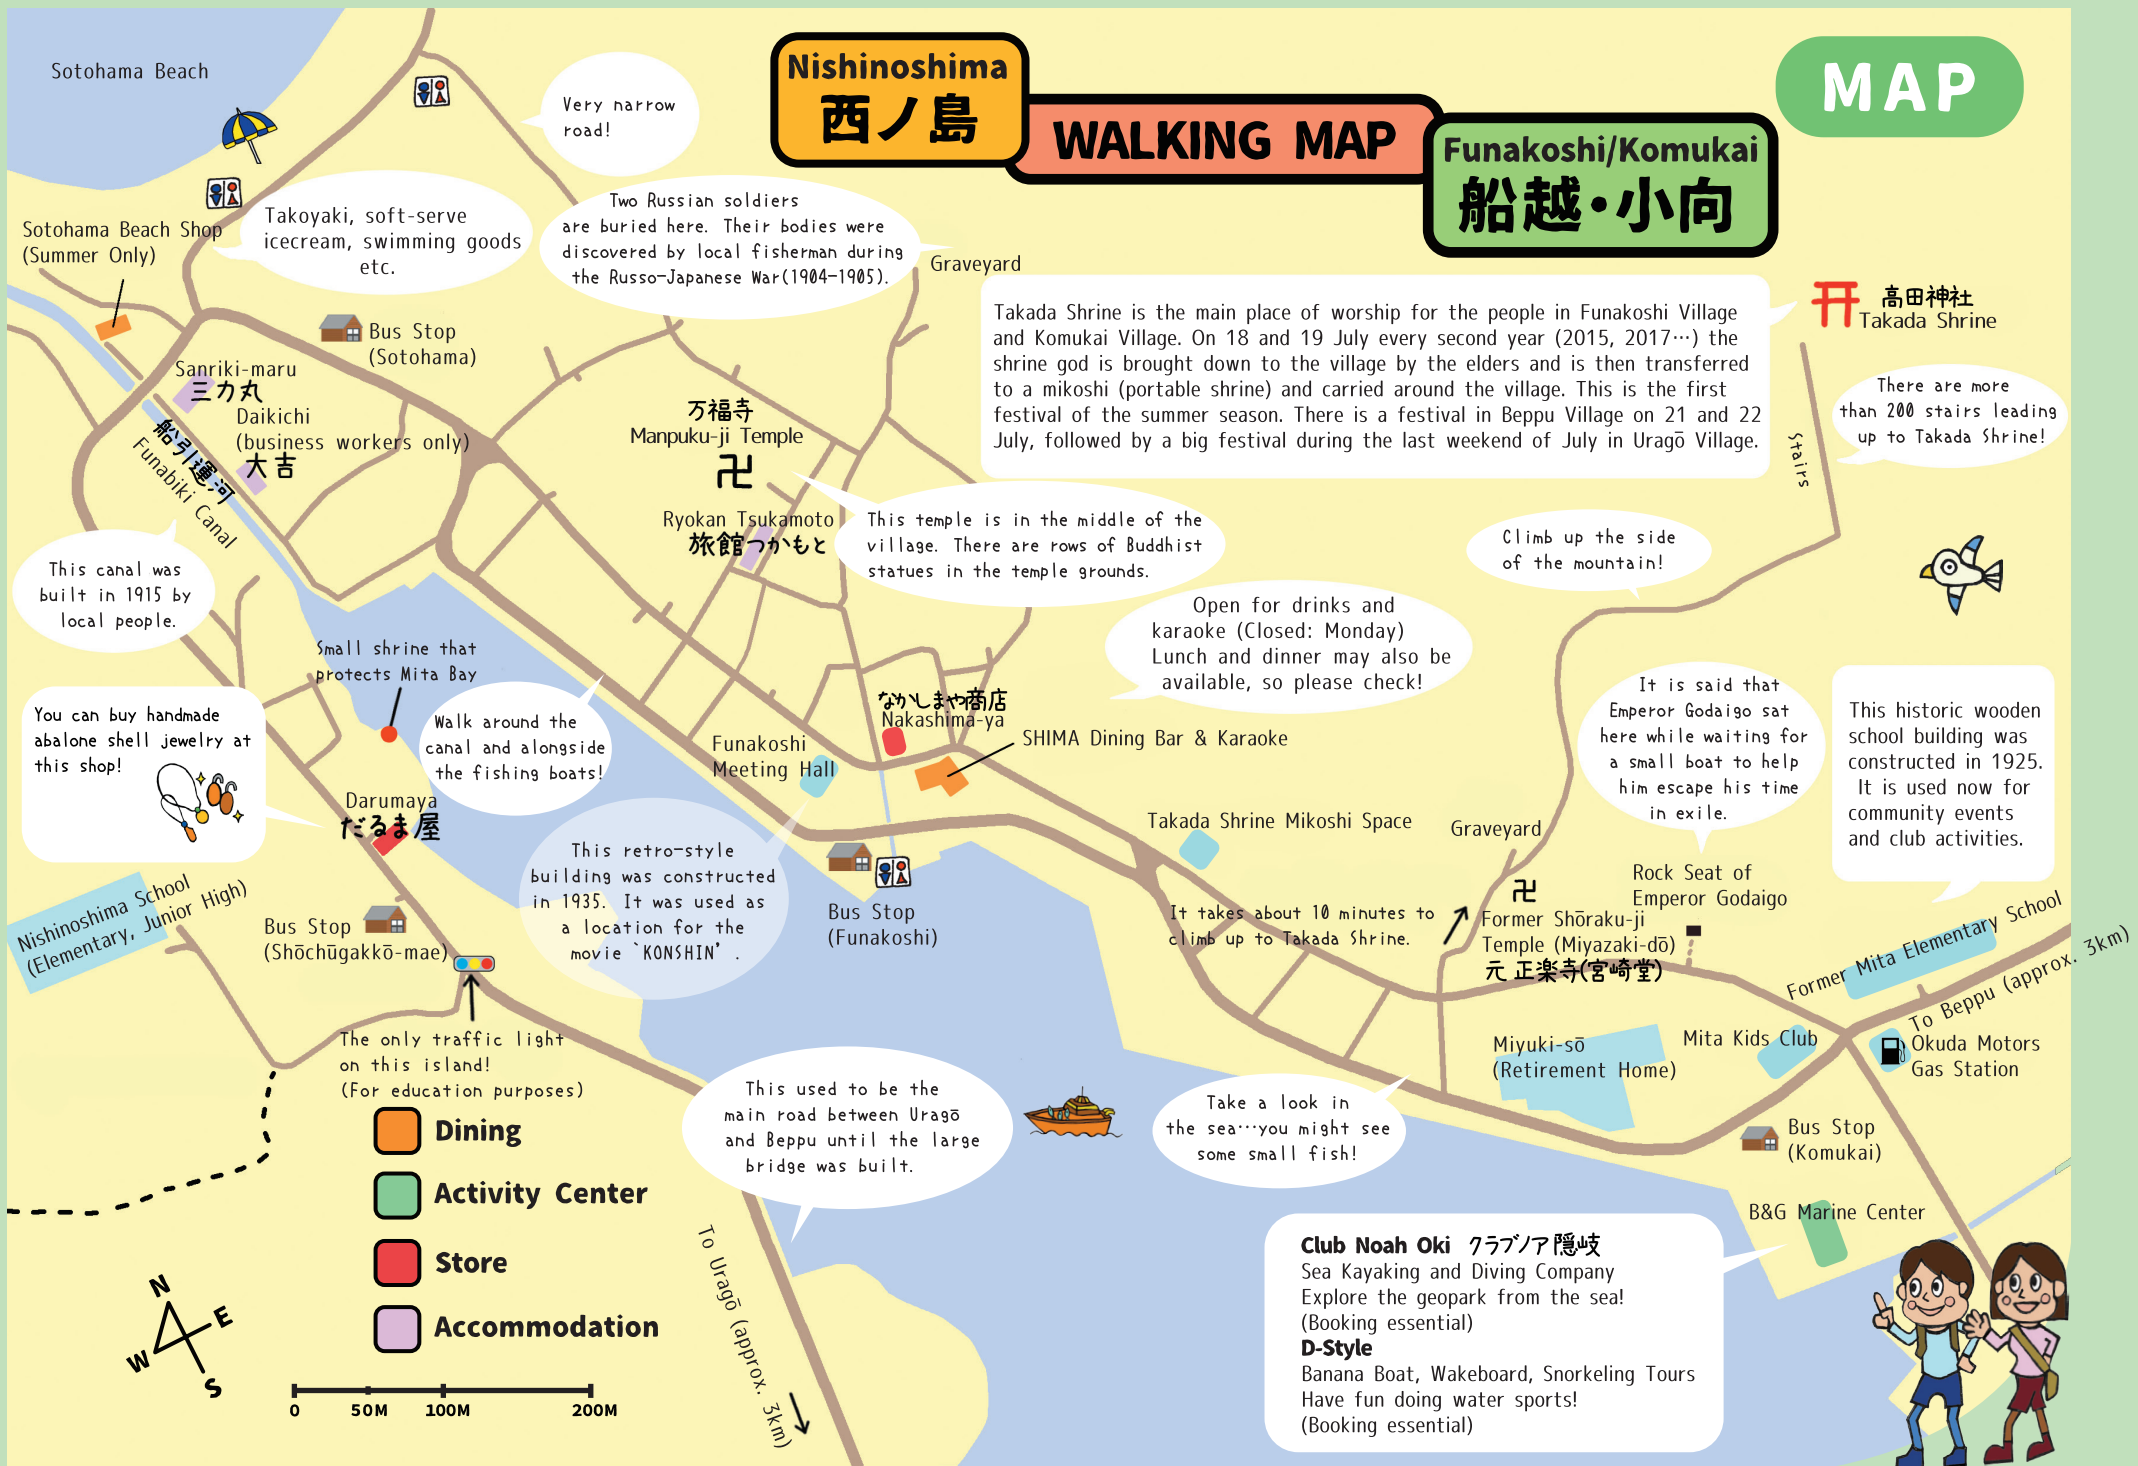 Nishinoshima
西ノ島
WALKING MAP
Funakoshi/Komukai
船越・小向
MAP
Sotohama Beach
Very narrow
road!
Sotohama Beach Shop
(Summer Only)
Takoyaki, soft-serve
icecream, swimming goods
etc.
Two Russian soldiers
are buried here. Their bodies were
discovered by local fisherman during
the Russo-Japanese War(1904-1905).
Graveyard
Takada Shrine is the main place of worship for the people in Funakoshi Village
and Komukai Village. On 18 and 19 July every second year (2015, 2017…) the
shrine god is brought down to the village by the elders and is then transferred
to a mikoshi (portable shrine) and carried around the village. This is the first
festival of the summer season. There is a festival in Beppu Village on 21 and 22
July, followed by a big festival during the last weekend of July in Uragō Village.
高田神社
Takada Shrine
There are more
than 200 stairs leading
up to Takada Shrine!
Stairs
Bus Stop
(Sotohama)
Sanriki-maru
三力丸
Daikichi
(business workers only)
大吉
船引運河
Funabiki Canal
万福寺
Manpuku-ji Temple
卍
Ryokan Tsukamoto
旅館つかもと
This temple is in the middle of the
village. There are rows of Buddhist
statues in the temple grounds.
Climb up the side
of the mountain!
This canal was
built in 1915 by
local people.
Small shrine that
protects Mita Bay
Open for drinks and
karaoke (Closed: Monday)
Lunch and dinner may also be
available, so please check!
You can buy handmade
abalone shell jewelry at
this shop!
Walk around the
canal and alongside
the fishing boats!
なかしまや商店
Nakashima-ya
SHIMA Dining Bar & Karaoke
Funakoshi
Meeting Hall
It is said that
Emperor Godaigo sat
here while waiting for
a small boat to help
him escape his time
in exile.
This historic wooden
school building was
constructed in 1925.
It is used now for
community events
and club activities.
Darumaya
だるま屋
This retro-style
building was constructed
in 1935. It was used as
a location for the
movie `KONSHIN'.
Takada Shrine Mikoshi Space
Graveyard
Rock Seat of
Emperor Godaigo
Nishinoshima School
(Elementary, Junior High)
Bus Stop
(Shōchūgakkō-mae)
Bus Stop
(Funakoshi)
It takes about 10 minutes to
climb up to Takada Shrine.
卍
Former Shōraku-ji
Temple (Miyazaki-dō)
元 正楽寺(宮崎堂)
Former Mita Elementary School
To Beppu (approx. 3km)
The only traffic light
on this island!
(For education purposes)
Miyuki-sō
(Retirement Home)
Mita Kids Club
Okuda Motors
Gas Station
This used to be the
main road between Uragō
and Beppu until the large
bridge was built.
Take a look in
the sea…you might see
some small fish!
Bus Stop
(Komukai)
Dining
Activity Center
Store
Accommodation
To Uragō (approx. 3km)
B&G Marine Center
Club Noah Oki クラブノア隠岐
Sea Kayaking and Diving Company
Explore the geopark from the sea!
(Booking essential)
D-Style
Banana Boat, Wakeboard, Snorkeling Tours
Have fun doing water sports!
(Booking essential)
N
E
W
S
0 50M 100M 200M